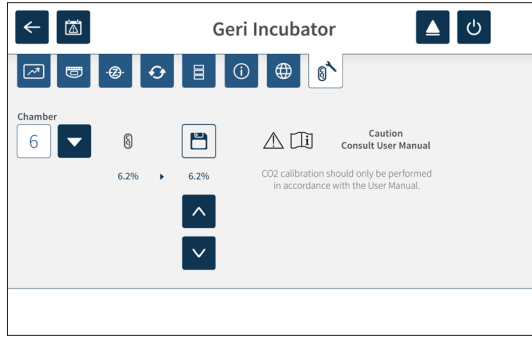 Geri Incubator
Chamber
6
6.2%
6.2%
Caution
Consult User Manual
CO2 calibration should only be performed
in accordance with the User Manual.